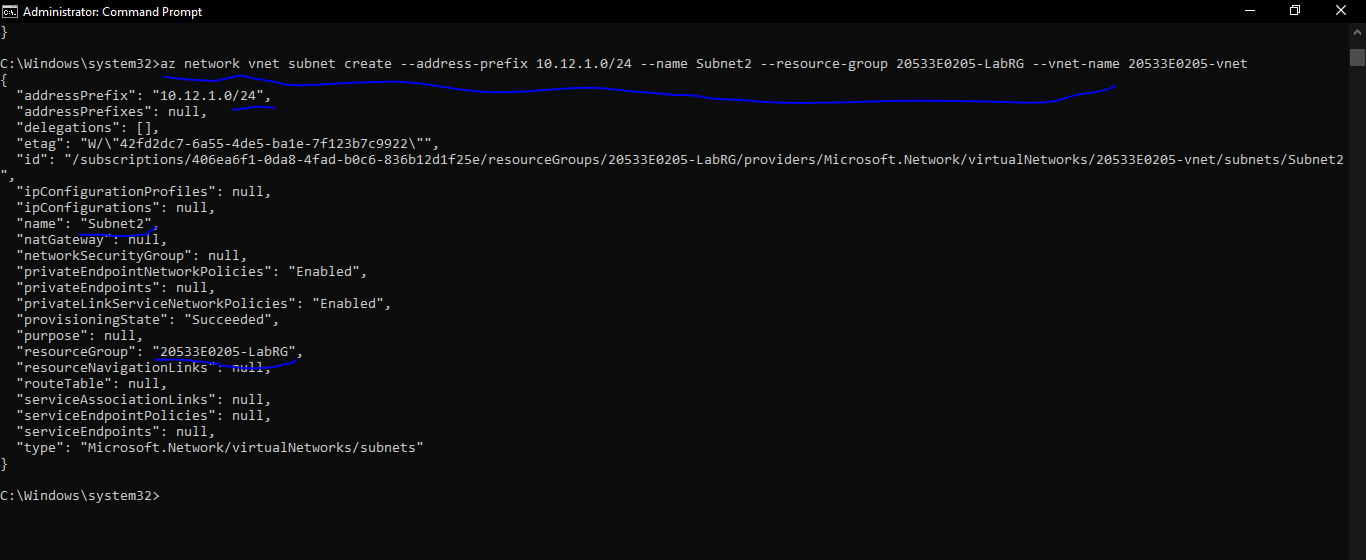 Administrator: Command Prompt
}
C:\Windows\system32>az network vnet subnet create --address-prefix 10.12.1.0/24 --name Subnet2 --resource-group 20533E0205-LabRG --vnet-name 20533E0205-vnet
{
  "addressPrefix": "10.12.1.0/24",
  "addressPrefixes": null,
  "delegations": [],
  "etag": "W/\"42fd2dc7-6a55-4de5-ba1e-7f123b7c9922\"",
  "id": "/subscriptions/406ea6f1-0da8-4fad-b0c6-836b12d1f25e/resourceGroups/20533E0205-LabRG/providers/Microsoft.Network/virtualNetworks/20533E0205-vnet/subnets/Subnet2
",
  "ipConfigurationProfiles": null,
  "ipConfigurations": null,
  "name": "Subnet2",
  "natGateway": null,
  "networkSecurityGroup": null,
  "privateEndpointNetworkPolicies": "Enabled",
  "privateEndpoints": null,
  "privateLinkServiceNetworkPolicies": "Enabled",
  "provisioningState": "Succeeded",
  "purpose": null,
  "resourceGroup": "20533E0205-LabRG",
  "resourceNavigationLinks": null,
  "routeTable": null,
  "serviceAssociationLinks": null,
  "serviceEndpointPolicies": null,
  "serviceEndpoints": null,
  "type": "Microsoft.Network/virtualNetworks/subnets"
}
C:\Windows\system32>